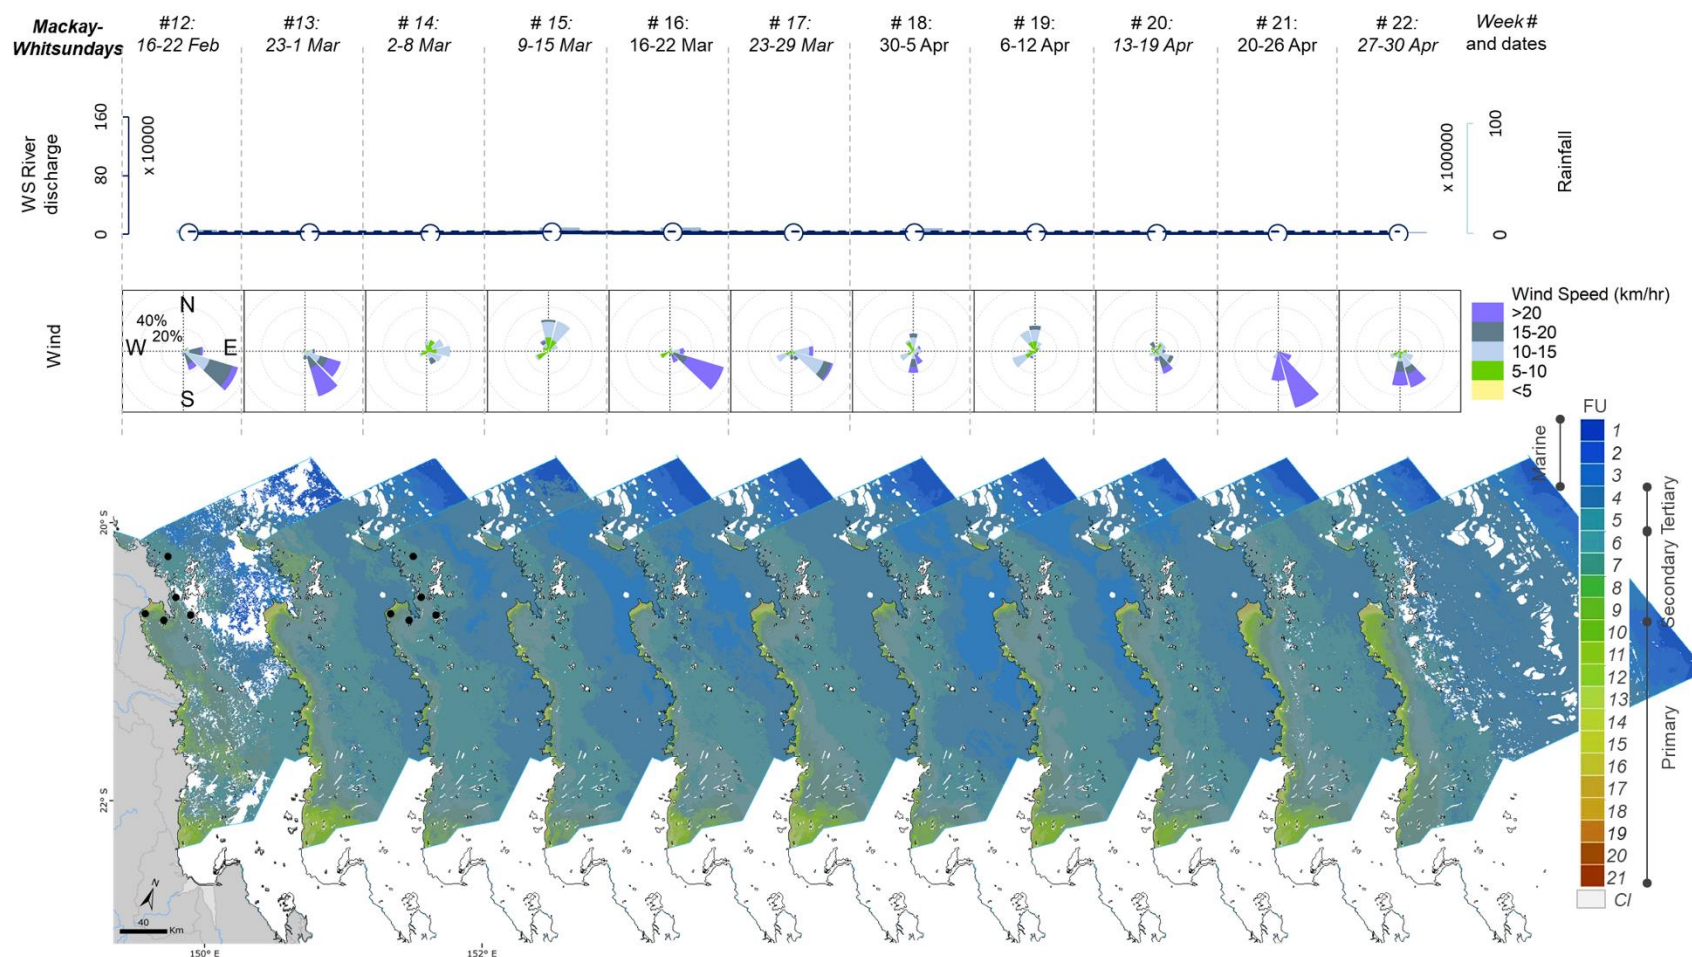 Mackay-
Whitsundays
#12:
16-22 Feb
#13:
23-1 Mar
# 14:
2-8 Mar
# 15:
9-15 Mar
# 16:
16-22 Mar
# 17:
23-29 Mar
# 18:
30-5 Apr
# 19:
6-12 Apr
# 20:
13-19 Apr
# 21:
20-26 Apr
# 22:
27-30 Apr
Week #
and dates
WS River
discharge
160
80
0
x 10000
x 100000
100
0
Rainfall
Wind
N
40%
20%
W
E
S
Wind Speed (km/hr)
>20
15-20
10-15
5-10
<5
FU
1
2
3
4
5
6
7
8
9
10
11
12
13
14
15
16
17
18
19
20
21
CI
Marine
Tertiary
Secondary
Primary
20° S
22° S
N
40
Km
150° E
152° E